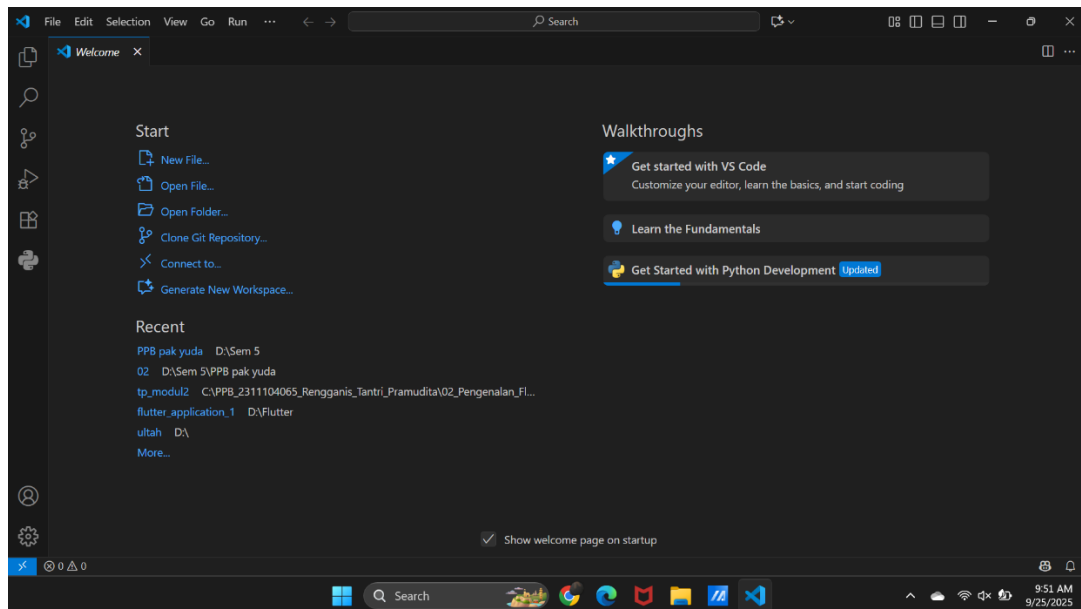 File Edit Selection View Go Run ··· Search
Welcome
Start
New File...
Open File...
Open Folder...
Clone Git Repository...
Connect to...
Generate New Workspace...
Recent
PPB pak yuda D:\Sem 5
02 D:\Sem 5\PPB pak yuda
tp_modul2 C:\PPB_2311104065_Rengganis_Tantri_Pramudita\02_Pengenalan_Fl...
flutter_application_1 D:\Flutter
ultah D:\
More...
Walkthroughs
Get started with VS Code
Customize your editor, learn the basics, and start coding
Learn the Fundamentals
Get Started with Python Development Updated
Show welcome page on startup
0 0
Search
9:51 AM
9/25/2025